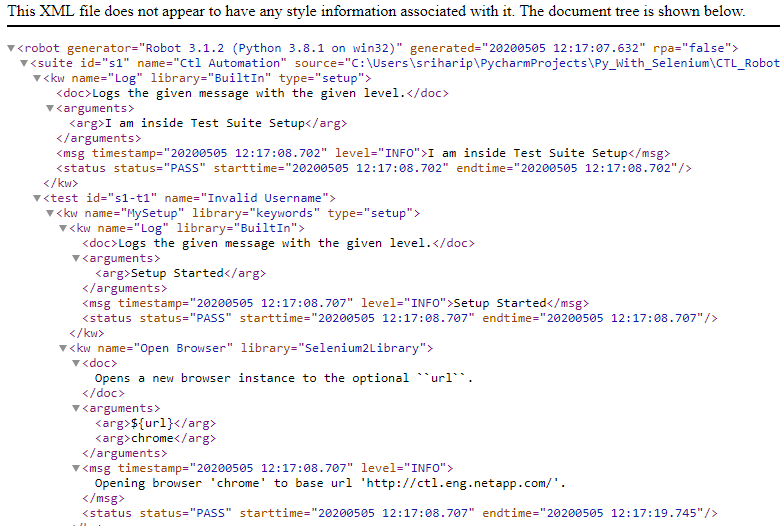 This XML file does not appear to have any style information associated with it. The document tree is shown below.
▼<robot generator="Robot 3.1.2 (Python 3.8.1 on win32)" generated="20200505 12:17:07.632" rpa="false">
▼<suite id="s1" name="Ctl Automation" source="C:\Users\sriharip\PycharmProjects\Py_With_Selenium\CTL_Robot
▼<kw name="Log" library="BuiltIn" type="setup">
<doc>Logs the given message with the given level.</doc>
▼<arguments>
<arg>I am inside Test Suite Setup</arg>
</arguments>
<msg timestamp="20200505 12:17:08.702" level="INFO">I am inside Test Suite Setup</msg>
<status status="PASS" starttime="20200505 12:17:08.702" endtime="20200505 12:17:08.702"/>
</kw>
▼<test id="s1-t1" name="Invalid Username">
▼<kw name="MySetup" library="keywords" type="setup">
▼<kw name="Log" library="BuiltIn">
<doc>Logs the given message with the given level.</doc>
▼<arguments>
<arg>Setup Started</arg>
</arguments>
<msg timestamp="20200505 12:17:08.707" level="INFO">Setup Started</msg>
<status status="PASS" starttime="20200505 12:17:08.707" endtime="20200505 12:17:08.707"/>
</kw>
▼<kw name="Open Browser" library="Selenium2Library">
▼<doc>
Opens a new browser instance to the optional ``url``.
</doc>
▼<arguments>
<arg>${url}</arg>
<arg>chrome</arg>
</arguments>
▼<msg timestamp="20200505 12:17:08.707" level="INFO">
Opening browser 'chrome' to base url 'http://ctl.eng.netapp.com/'.
</msg>
<status status="PASS" starttime="20200505 12:17:08.707" endtime="20200505 12:17:19.745"/>